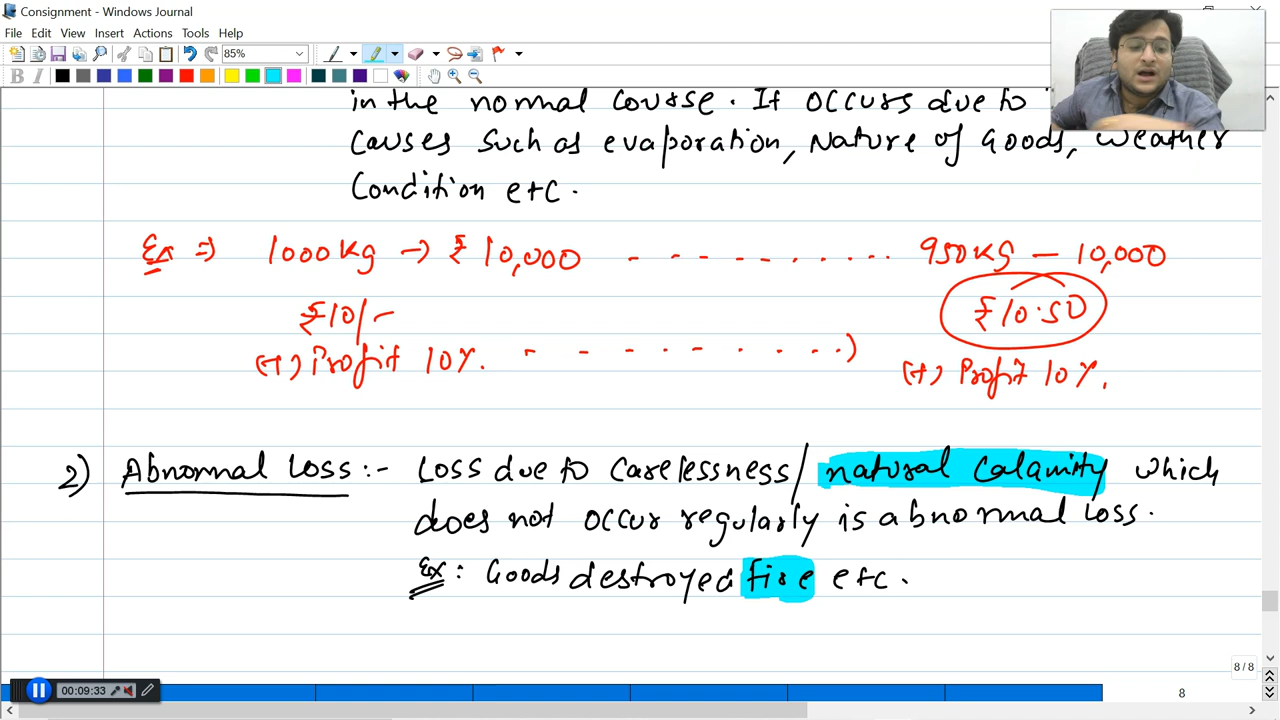 Consignment - Windows Journal
File Edit View Insert Actions Tools Help
85%
in the normal course. It occurs due to
causes such as evaporation, Nature of Goods, Weather
Condition etc.
Ex ⇒ 1000 kg → ₹ 10,000 - - - - - . . . . . 950 kg — 10,000
₹10/- ₹10.50
(+) Profit 10%. - - - - - . - . . .) (+) Profit 10%.
2) Abnormal Loss :- Loss due to carelessness/ natural calamity which
does not occur regularly is abnormal loss.
Ex : Goods destroyed fire etc.
8 / 8
00:09:33
8